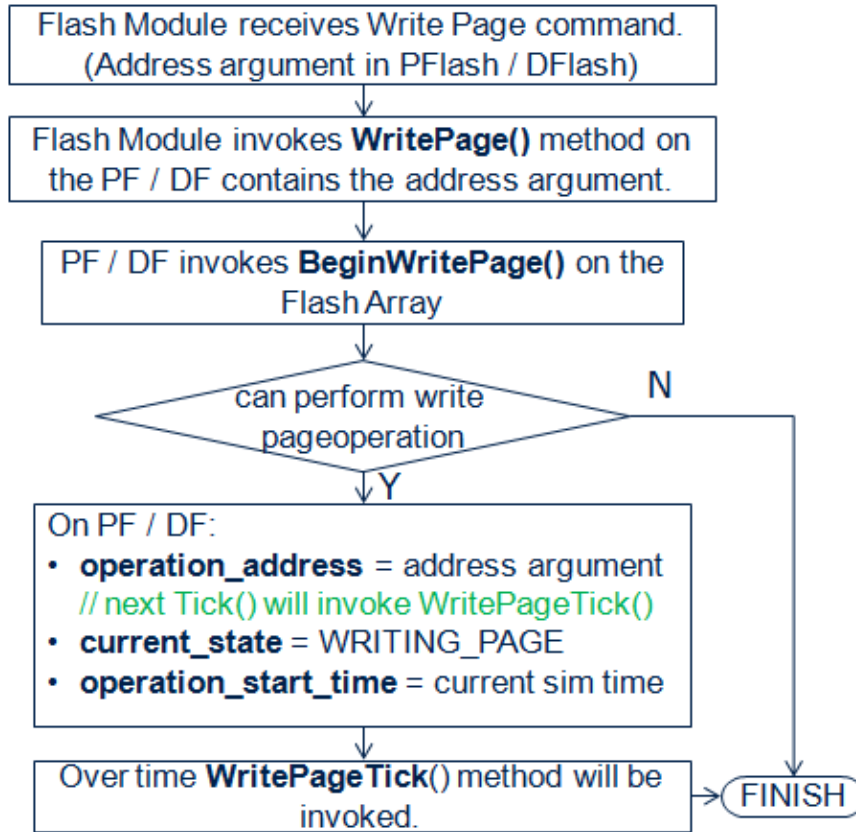 Flash Module receives Write Page command.
(Address argument in PFlash / DFlash)
Flash Module invokes WritePage() method on
the PF / DF contains the address argument.
PF / DF invokes BeginWritePage() on the
Flash Array
can perform write
pageoperation
N
Y
On PF / DF:
• operation_address = address argument
// next Tick() will invoke WritePageTick()
• current_state = WRITING_PAGE
• operation_start_time = current sim time
Over time WritePageTick() method will be
invoked.
FINISH